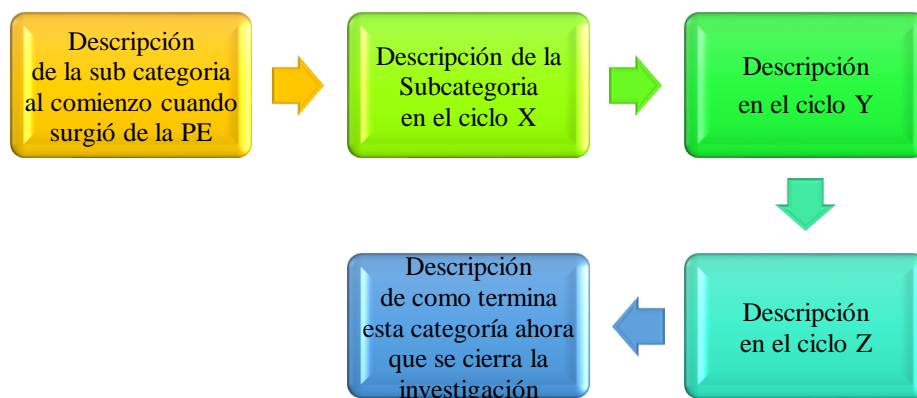 Descripción
de la sub categoria
al comienzo cuando
surgió de la PE
Descripción de la
Subcategoria
en el ciclo X
Descripción
en el ciclo Y
Descripción
en el ciclo Z
Descripción
de como termina
esta categoría ahora
que se cierra la
investigación